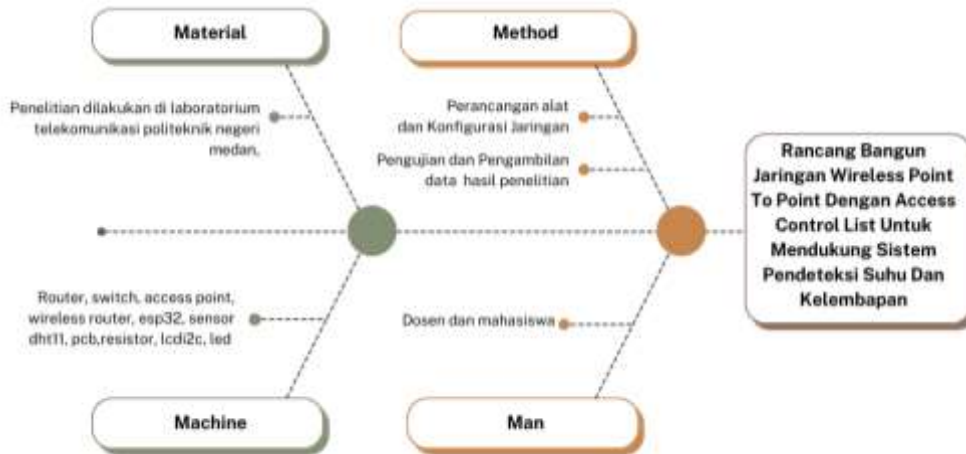 Material
Method
Penelitian dilakukan di laboratorium
telekomunikasi politeknik negeri
medan,
Perancangan alat
dan Konfigurasi Jaringan
Pengujian dan Pengambilan
data hasil penelitian
Rancang Bangun
Jaringan Wireless Point
To Point Dengan Access
Control List Untuk
Mendukung Sistem
Pendeteksi Suhu Dan
Kelembapan
Router, switch, access point,
wireless router, esp32, sensor
dht11, pcb,resistor, lcdi2c, led
Dosen dan mahasiswa
Machine
Man